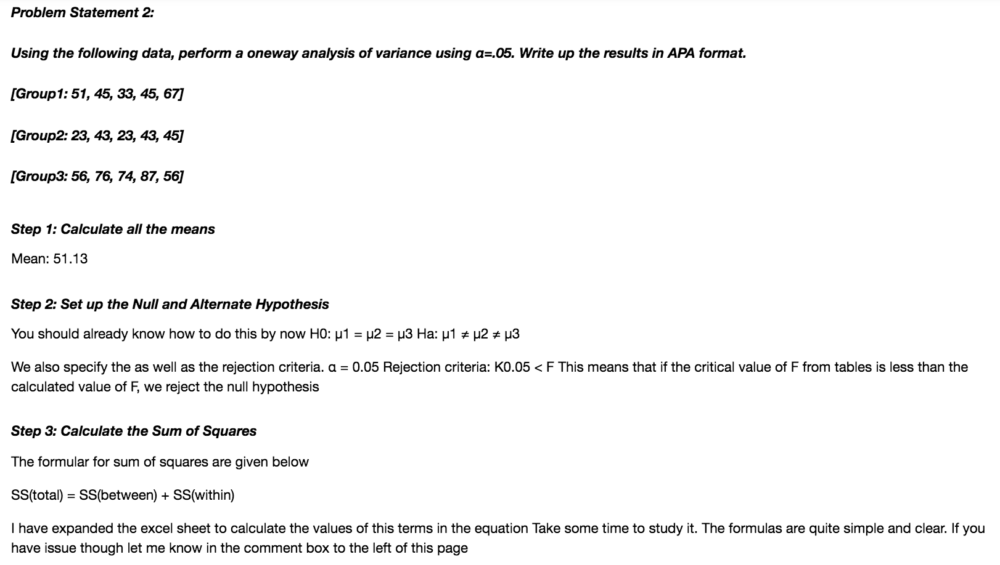 Problem Statement 2:
Using the following data, perform a oneway analysis of variance using α=.05. Write up the results in APA format.
[Group1: 51, 45, 33, 45, 67]
[Group2: 23, 43, 23, 43, 45]
[Group3: 56, 76, 74, 87, 56]
Step 1: Calculate all the means
Mean: 51.13
Step 2: Set up the Null and Alternate Hypothesis
You should already know how to do this by now H0: µ1 = µ2 = µ3 Ha: µ1 ≠ µ2 ≠ µ3
We also specify the as well as the rejection criteria. α = 0.05 Rejection criteria: K0.05 < F This means that if the critical value of F from tables is less than the
calculated value of F, we reject the null hypothesis
Step 3: Calculate the Sum of Squares
The formular for sum of squares are given below
SS(total) = SS(between) + SS(within)
I have expanded the excel sheet to calculate the values of this terms in the equation Take some time to study it. The formulas are quite simple and clear. If you
have issue though let me know in the comment box to the left of this page